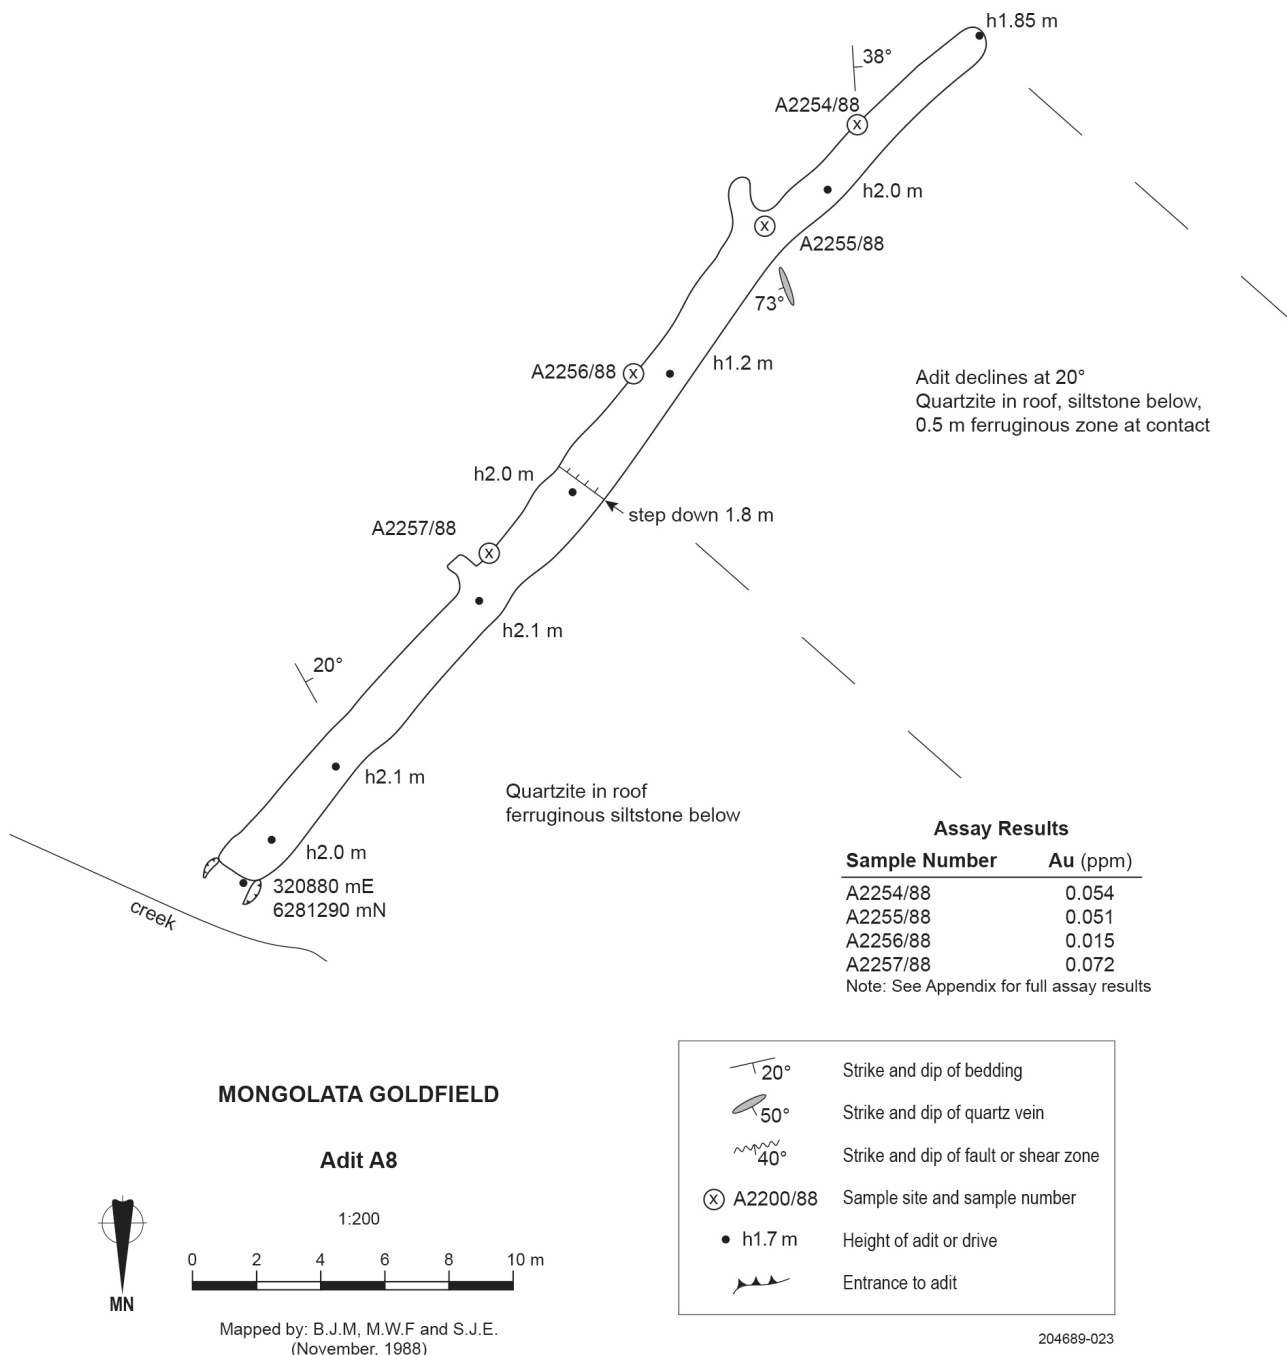 h1.85 m
38°
A2254/88
h2.0 m
A2255/88
73°
h1.2 m
A2256/88
Adit declines at 20°
Quartzite in roof, siltstone below,
0.5 m ferruginous zone at contact
h2.0 m
step down 1.8 m
A2257/88
h2.1 m
20°
h2.1 m
Quartzite in roof
ferruginous siltstone below
h2.0 m
320880 mE
6281290 mN
creek
Assay Results
Sample Number Au (ppm)
A2254/88 0.054
A2255/88 0.051
A2256/88 0.015
A2257/88 0.072
Note: See Appendix for full assay results
MONGOLATA GOLDFIELD
Adit A8
1:200
0 2 4 6 8 10 m
MN
Mapped by: B.J.M, M.W.F and S.J.E.
(November, 1988)
20° Strike and dip of bedding
50° Strike and dip of quartz vein
40° Strike and dip of fault or shear zone
x A2200/88 Sample site and sample number
h1.7 m Height of adit or drive
Entrance to adit
204689-023